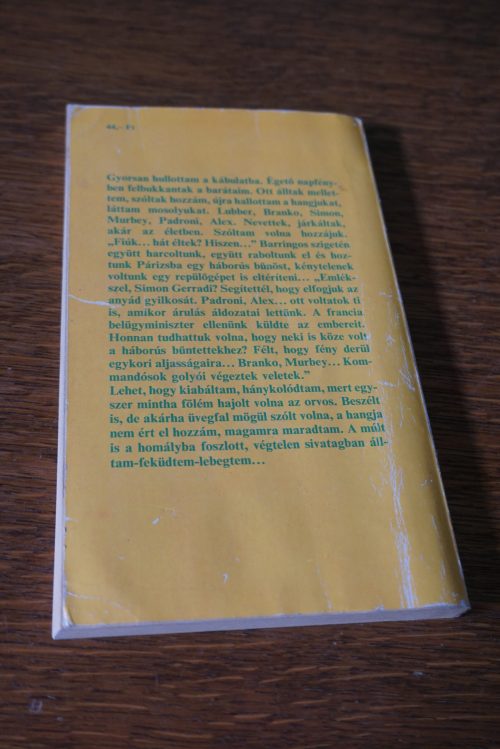 44,- Ft
Gyorsan hullottam a kábulatba. Égető napfény-
ben felbukkantak a barátaim. Ott álltak mellet-
tem, szóltak hozzám, újra hallottam a hangjukat,
láttam mosolyukat. Lubber, Branko, Simon,
Murbey, Padroni, Alex. Nevettek, járkáltak,
akár az életben. Szóltam volna hozzájuk.
„Fiúk... hát éltek? Hiszen...” Barringos szigetén
együtt harcoltunk, együtt raboltunk el és hoz-
tunk Párizsba egy háborús bűnöst, kénytelenek
voltunk egy repülőgépet is eltéríteni... „Emlék-
szel, Simon Gerradi? Segítettél, hogy elfogjuk az
anyád gyilkosát. Padroni, Alex... ott voltatok ti
is, amikor árulás áldozatai lettünk. A francia
belügyminiszter ellenünk küldte az embereit.
Honnan tudhattuk volna, hogy neki is köze volt
a háborús büntettekhez? Félt, hogy fény derül
egykori aljasságaira... Branko, Murbey... Kom-
mandósok golyói végeztek veletek.”
Lehet, hogy kiabáltam, hánykolódtam, mert egy-
szer mintha fölém hajolt volna az orvos. Beszélt
is, de akárha üvegfal mögül szólt volna, a hangja
nem ért el hozzám, magamra maradtam. A múlt
is a homályba foszlott, végtelen sivatagban áll-
tam-feküdtem-lebegtem...